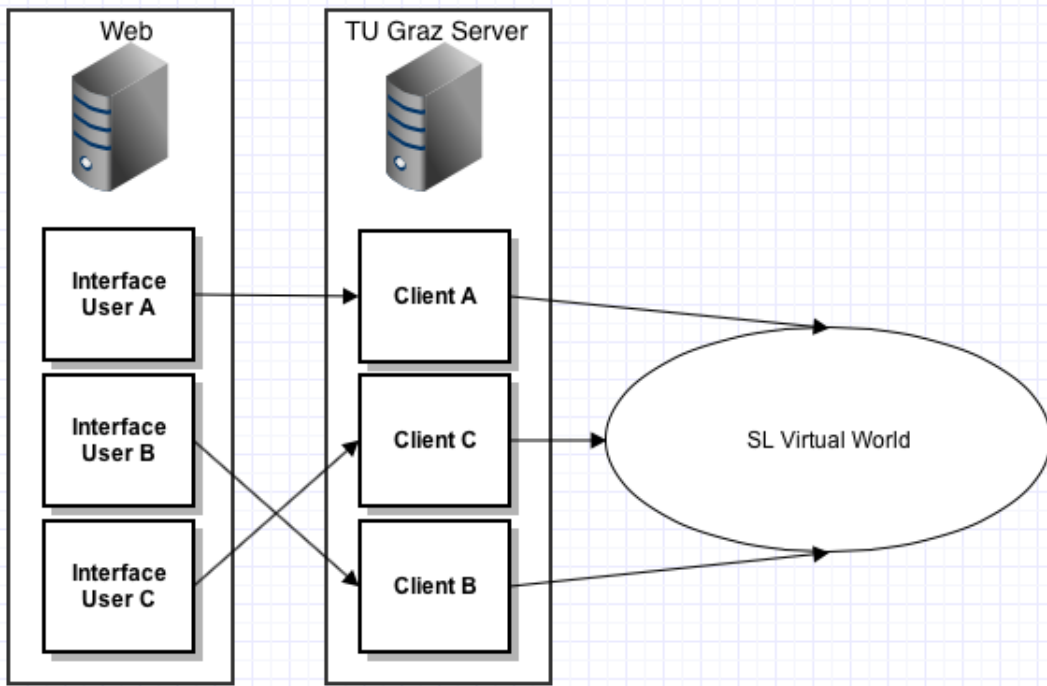 Web
TU Graz Server
Interface
User A
Client A
Interface
User B
Client C
SL Virtual World
Interface
User C
Client B